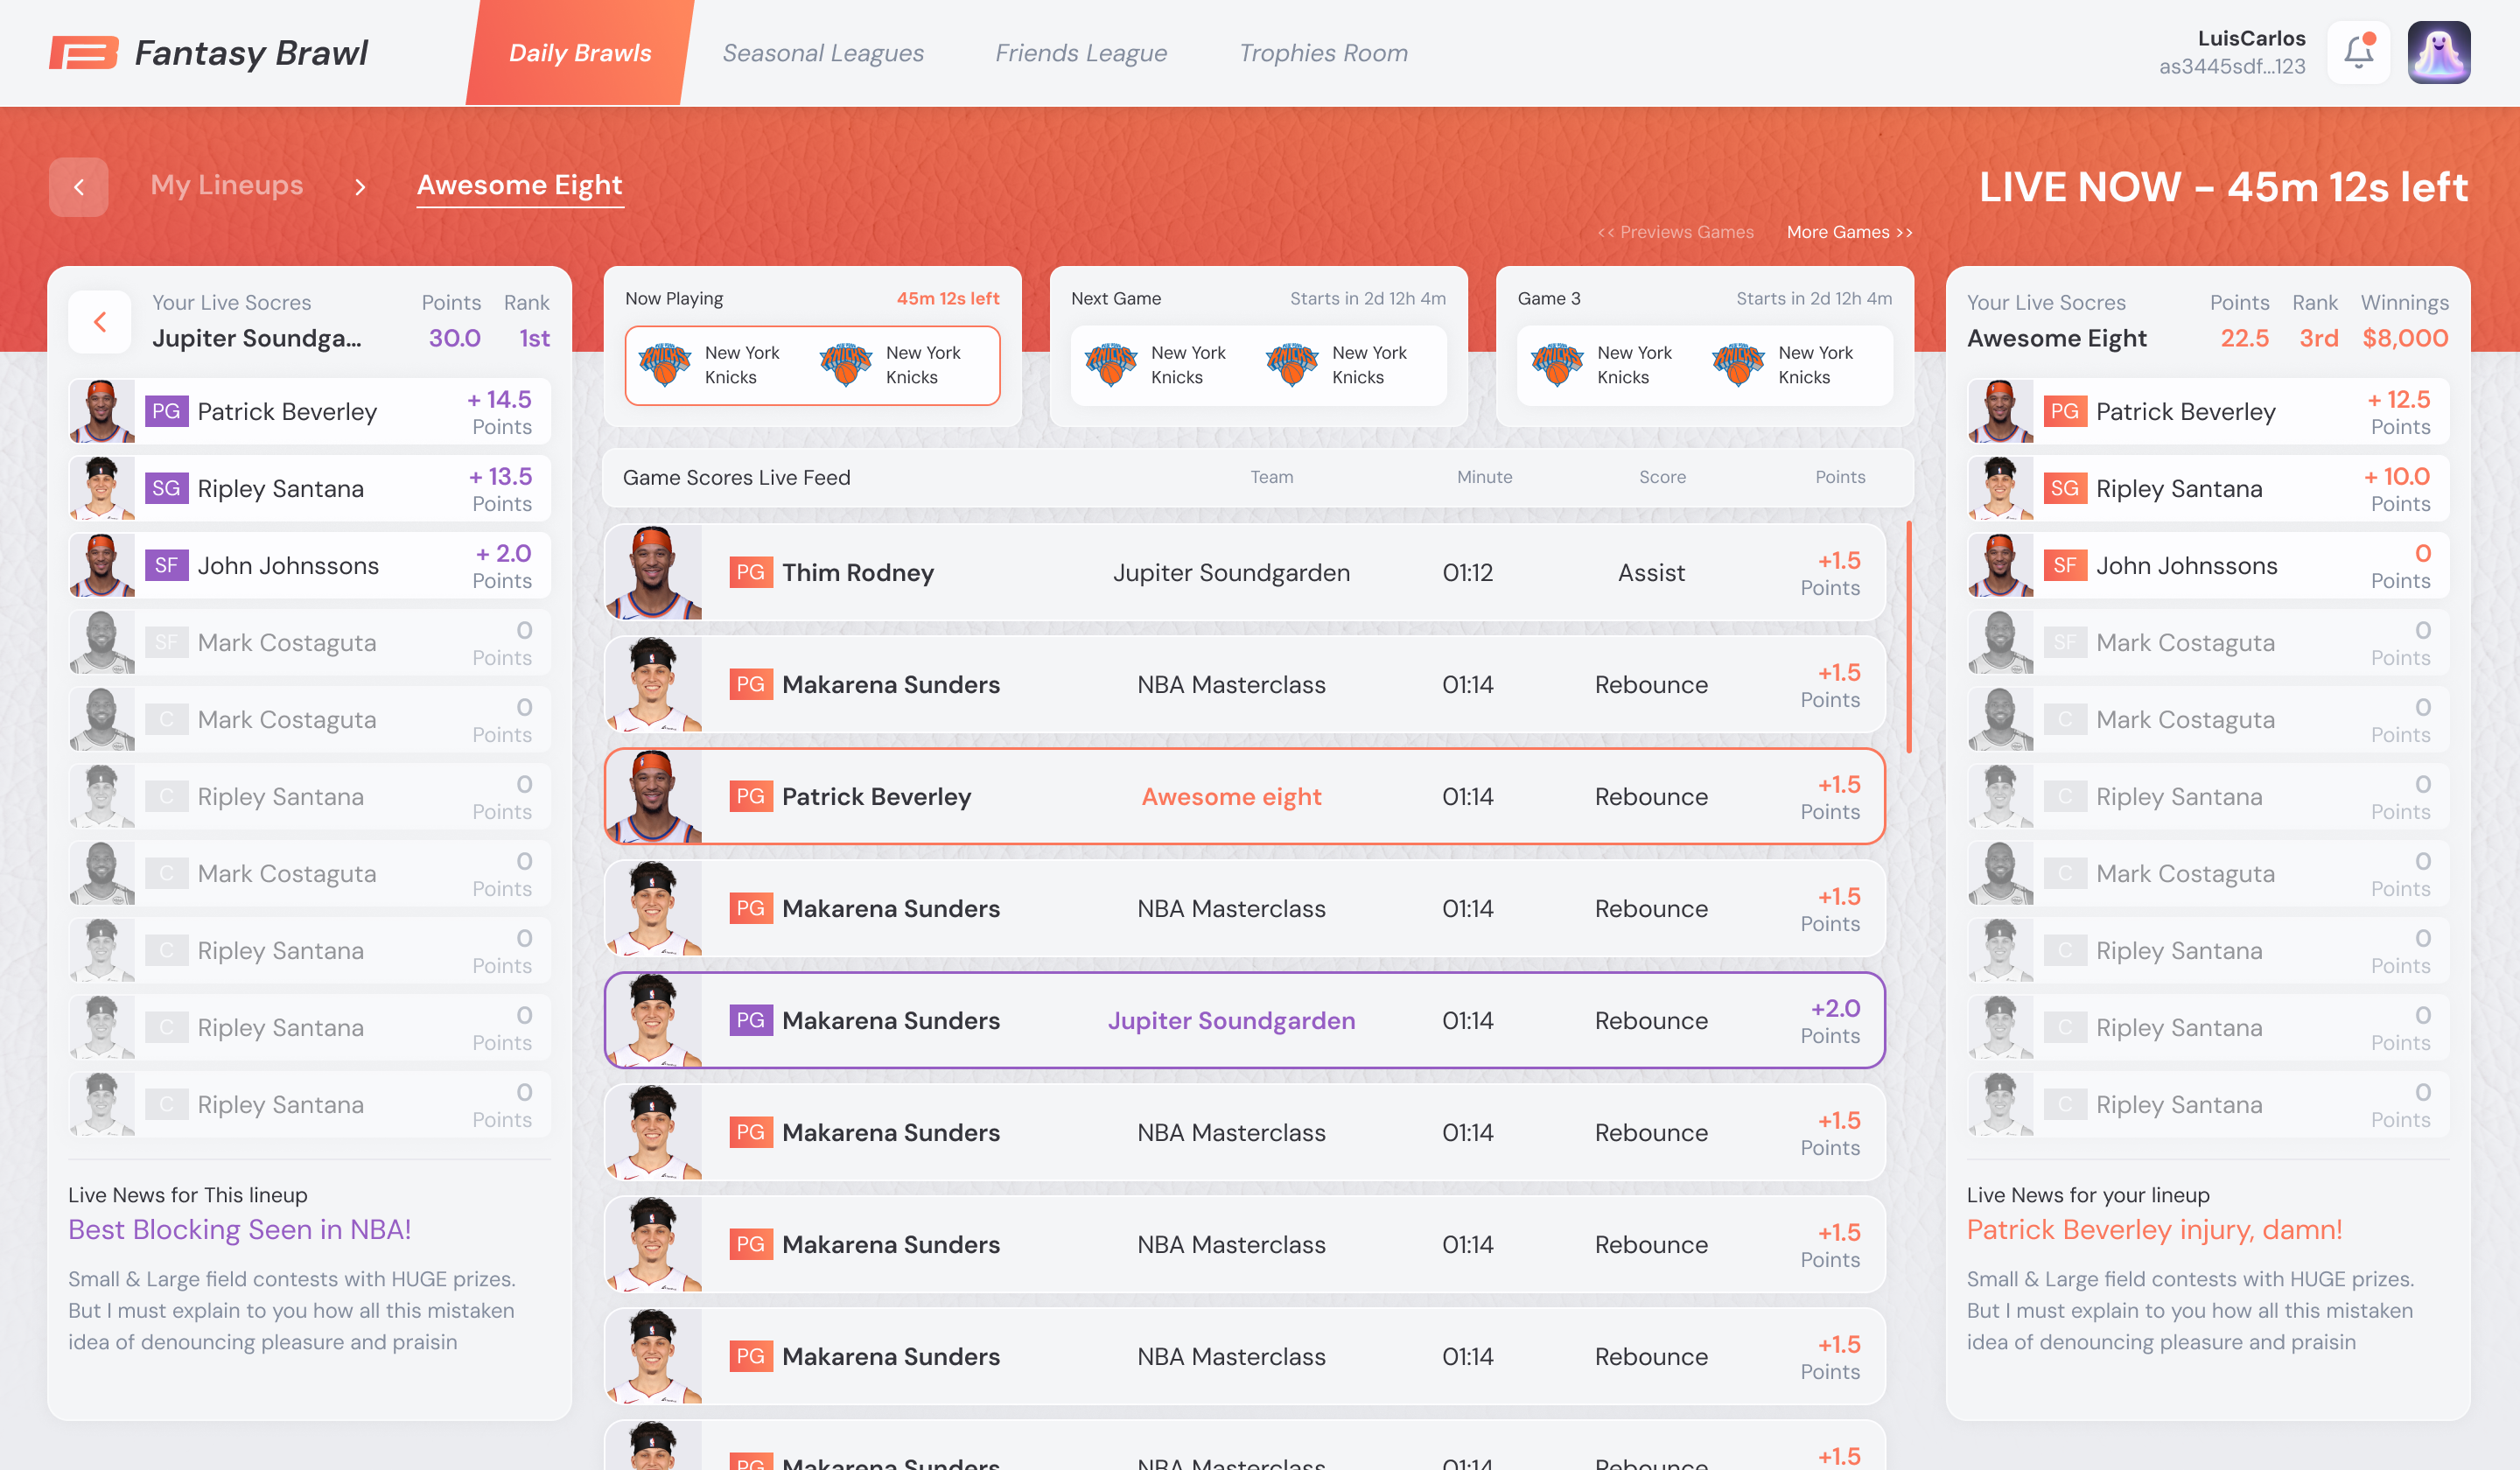 Fantasy Brawl
Daily Brawls
Seasonal Leagues
Friends League
Trophies Room
LuisCarlos
as3445sdf...123
My Lineups
Awesome Eight
LIVE NOW - 45m 12s left
<< Previews Games
More Games >>
Your Live Socres Points Rank
Jupiter Soundga... 30.0 1st
PG Patrick Beverley + 14.5 Points
SG Ripley Santana + 13.5 Points
SF John Johnssons + 2.0 Points
SF Mark Costaguta 0 Points
C Mark Costaguta 0 Points
C Ripley Santana 0 Points
C Mark Costaguta 0 Points
C Ripley Santana 0 Points
C Ripley Santana 0 Points
C Ripley Santana 0 Points
Live News for This lineup
Best Blocking Seen in NBA!
Small & Large field contests with HUGE prizes.
But I must explain to you how all this mistaken
idea of denouncing pleasure and praisin
Now Playing 45m 12s left
New York Knicks New York Knicks
Next Game Starts in 2d 12h 4m
New York Knicks New York Knicks
Game 3 Starts in 2d 12h 4m
New York Knicks New York Knicks
Game Scores Live Feed Team Minute Score Points
PG Thim Rodney Jupiter Soundgarden 01:12 Assist +1.5 Points
PG Makarena Sunders NBA Masterclass 01:14 Rebounce +1.5 Points
PG Patrick Beverley Awesome eight 01:14 Rebounce +1.5 Points
PG Makarena Sunders NBA Masterclass 01:14 Rebounce +1.5 Points
PG Makarena Sunders Jupiter Soundgarden 01:14 Rebounce +2.0 Points
PG Makarena Sunders NBA Masterclass 01:14 Rebounce +1.5 Points
PG Makarena Sunders NBA Masterclass 01:14 Rebounce +1.5 Points
PG Makarena Sunders NBA Masterclass 01:14 Rebounce +1.5 Points
PG Makarena Sunders NBA Masterclass 01:14 Rebounce +1.5
Your Live Socres Points Rank Winnings
Awesome Eight 22.5 3rd $8,000
PG Patrick Beverley + 12.5 Points
SG Ripley Santana + 10.0 Points
SF John Johnssons 0 Points
SF Mark Costaguta 0 Points
C Mark Costaguta 0 Points
C Ripley Santana 0 Points
C Mark Costaguta 0 Points
C Ripley Santana 0 Points
C Ripley Santana 0 Points
C Ripley Santana 0 Points
Live News for your lineup
Patrick Beverley injury, damn!
Small & Large field contests with HUGE prizes.
But I must explain to you how all this mistaken
idea of denouncing pleasure and praisin